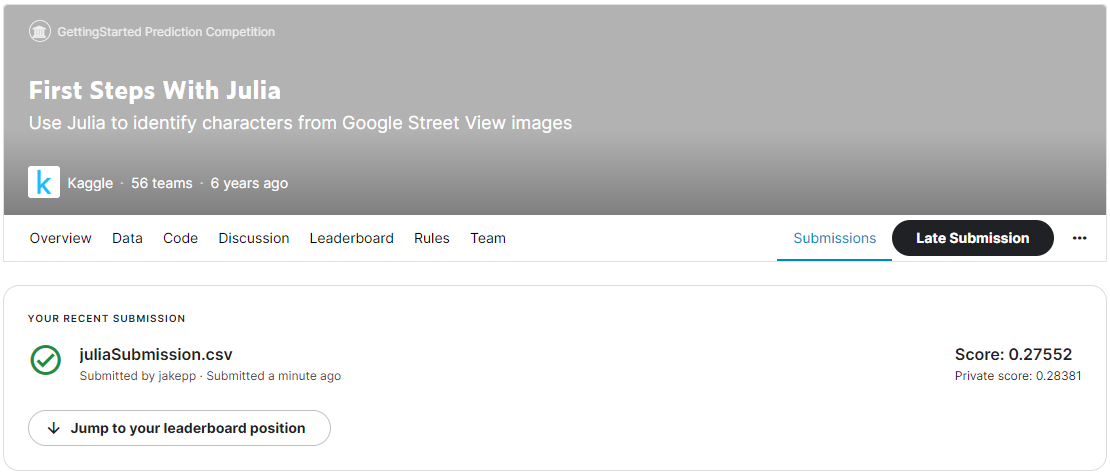 GettingStarted Prediction Competition
First Steps With Julia
Use Julia to identify characters from Google Street View images
k Kaggle · 56 teams · 6 years ago
Overview Data Code Discussion Leaderboard Rules Team Submissions Late Submission ...
YOUR RECENT SUBMISSION
juliaSubmission.csv Score: 0.27552
Submitted by jakepp · Submitted a minute ago Private score: 0.28381
Jump to your leaderboard position